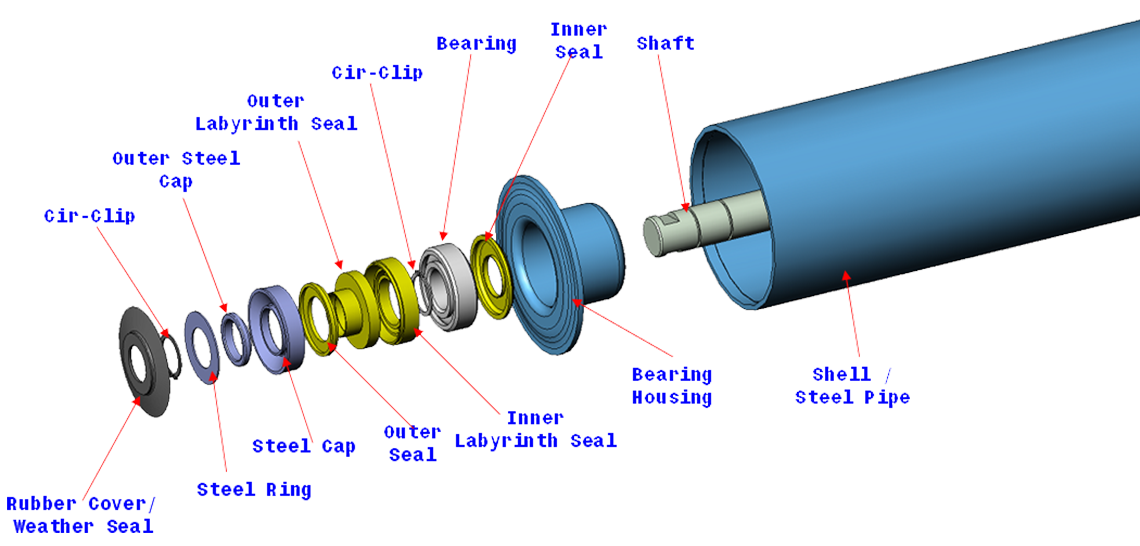 Bearing
Inner
Seal
Shaft
Cir-Clip
Outer
Labyrinth Seal
Outer Steel
Cap
Cir-Clip
Bearing
Housing
Shell /
Steel Pipe
Inner
Labyrinth Seal
Outer
Seal
Steel Cap
Steel Ring
Rubber Cover/
Weather Seal